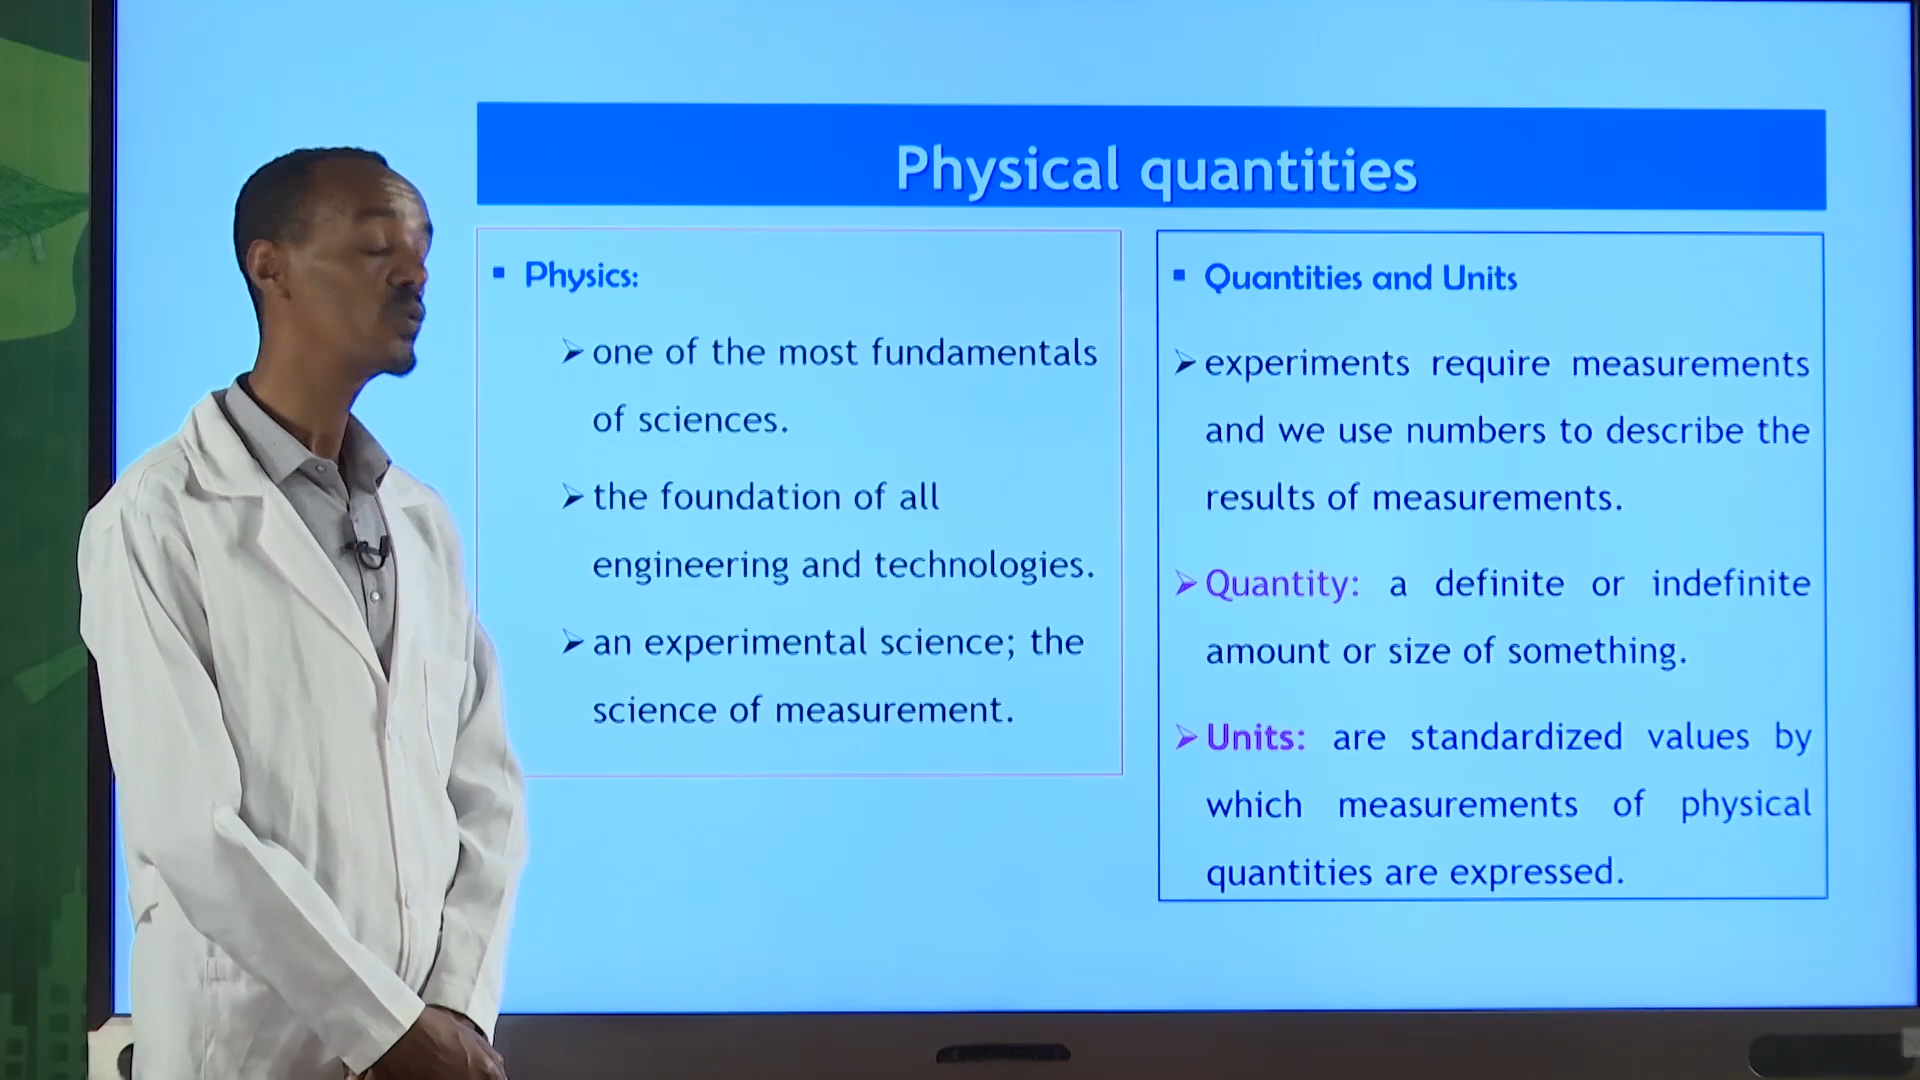 Physical quantities
▪ Physics:
➢ one of the most fundamentals
of sciences.
➢ the foundation of all
engineering and technologies.
➢ an experimental science; the
science of measurement.
▪ Quantities and Units
➢ experiments require measurements
and we use numbers to describe the
results of measurements.
➢ Quantity: a definite or indefinite
amount or size of something.
➢ Units: are standardized values by
which measurements of physical
quantities are expressed.